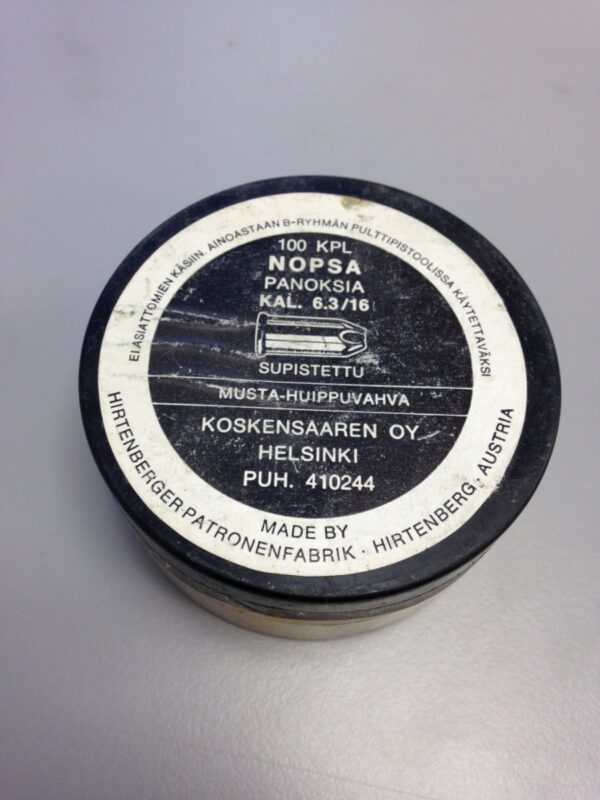 EI ASIATTOMIEN KÄSIIN. AINOASTAAN B-RYHMÄN PULTTIPISTOOLISSA KÄYTETTÄVÄKSI
100 KPL
NOPSA
PANOKSIA
KAL. 6.3/16
SUPISTETTU
MUSTA-HUIPPUVAHVA
KOSKENSAAREN OY
HELSINKI
PUH. 410244
MADE BY
HIRTENBERGER PATRONENFABRIK · HIRTENBERG, AUSTRIA